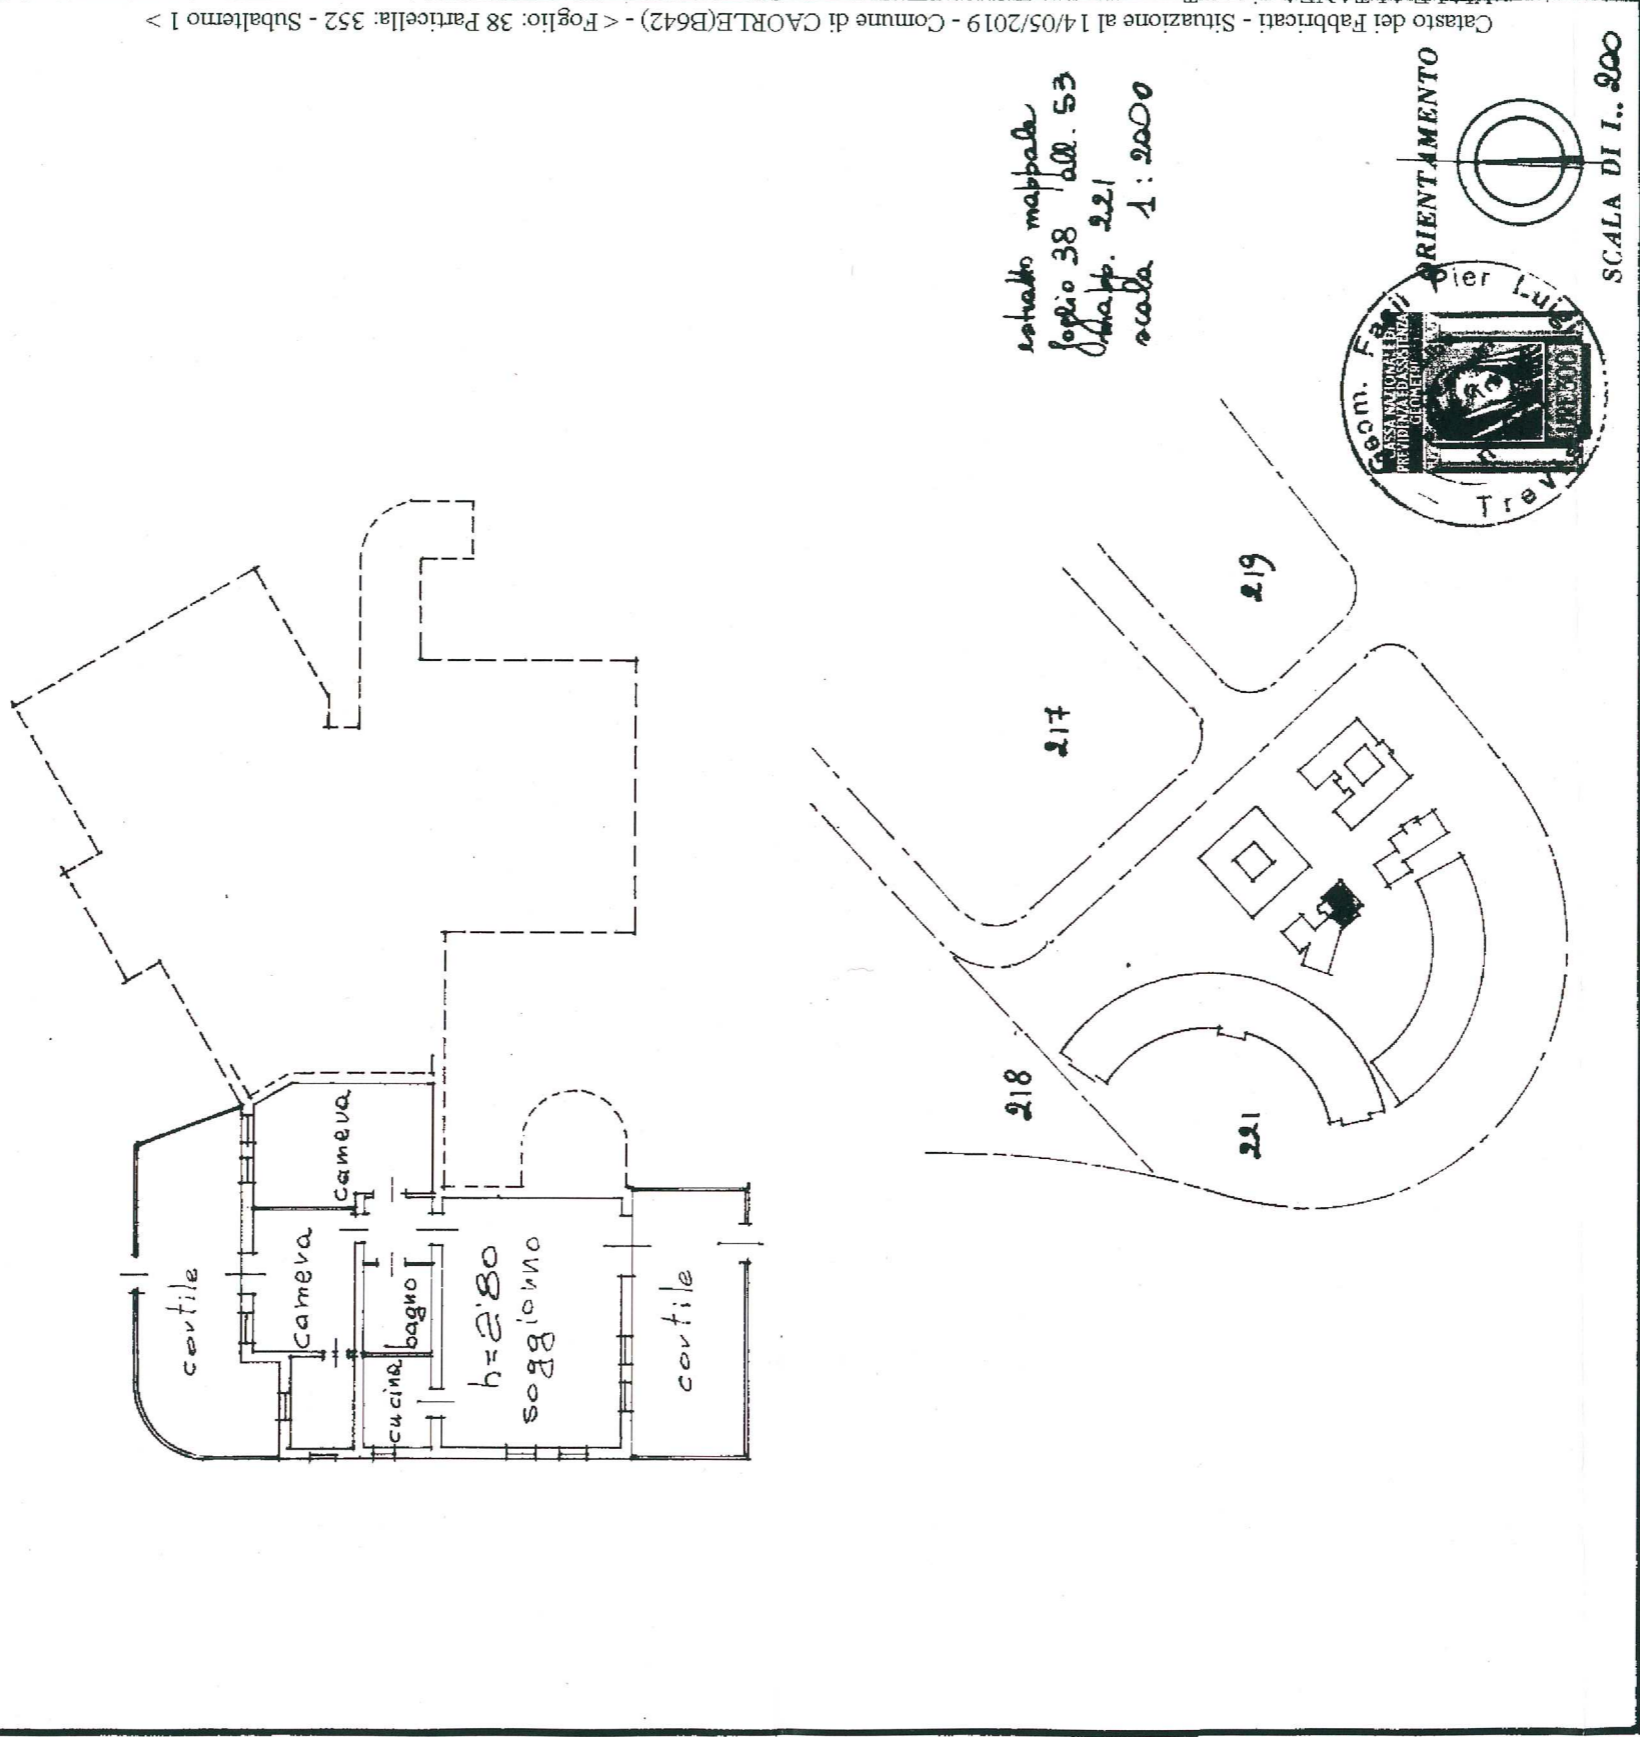 Catasto dei Fabbricati - Situazione al 14/05/2019 - Comune di CAORLE(B642) - < Foglio: 38 Particella: 352 - Subalterno 1 >
ORIENTAMENTO
SCALA DI 1.. 200
Geom. Pier Luigi
CASSA NAZIONALE DI
PREVIDENZA ED ASSISTENZA
GEOMETRI
LIRE 500
estratto mappale
foglio 38 all. 53
mapp. 221
scala 1 : 2000
cortile
camera
camera
bagno
cucina
h=2'80
soggiorno
cortile
217
219
218
221